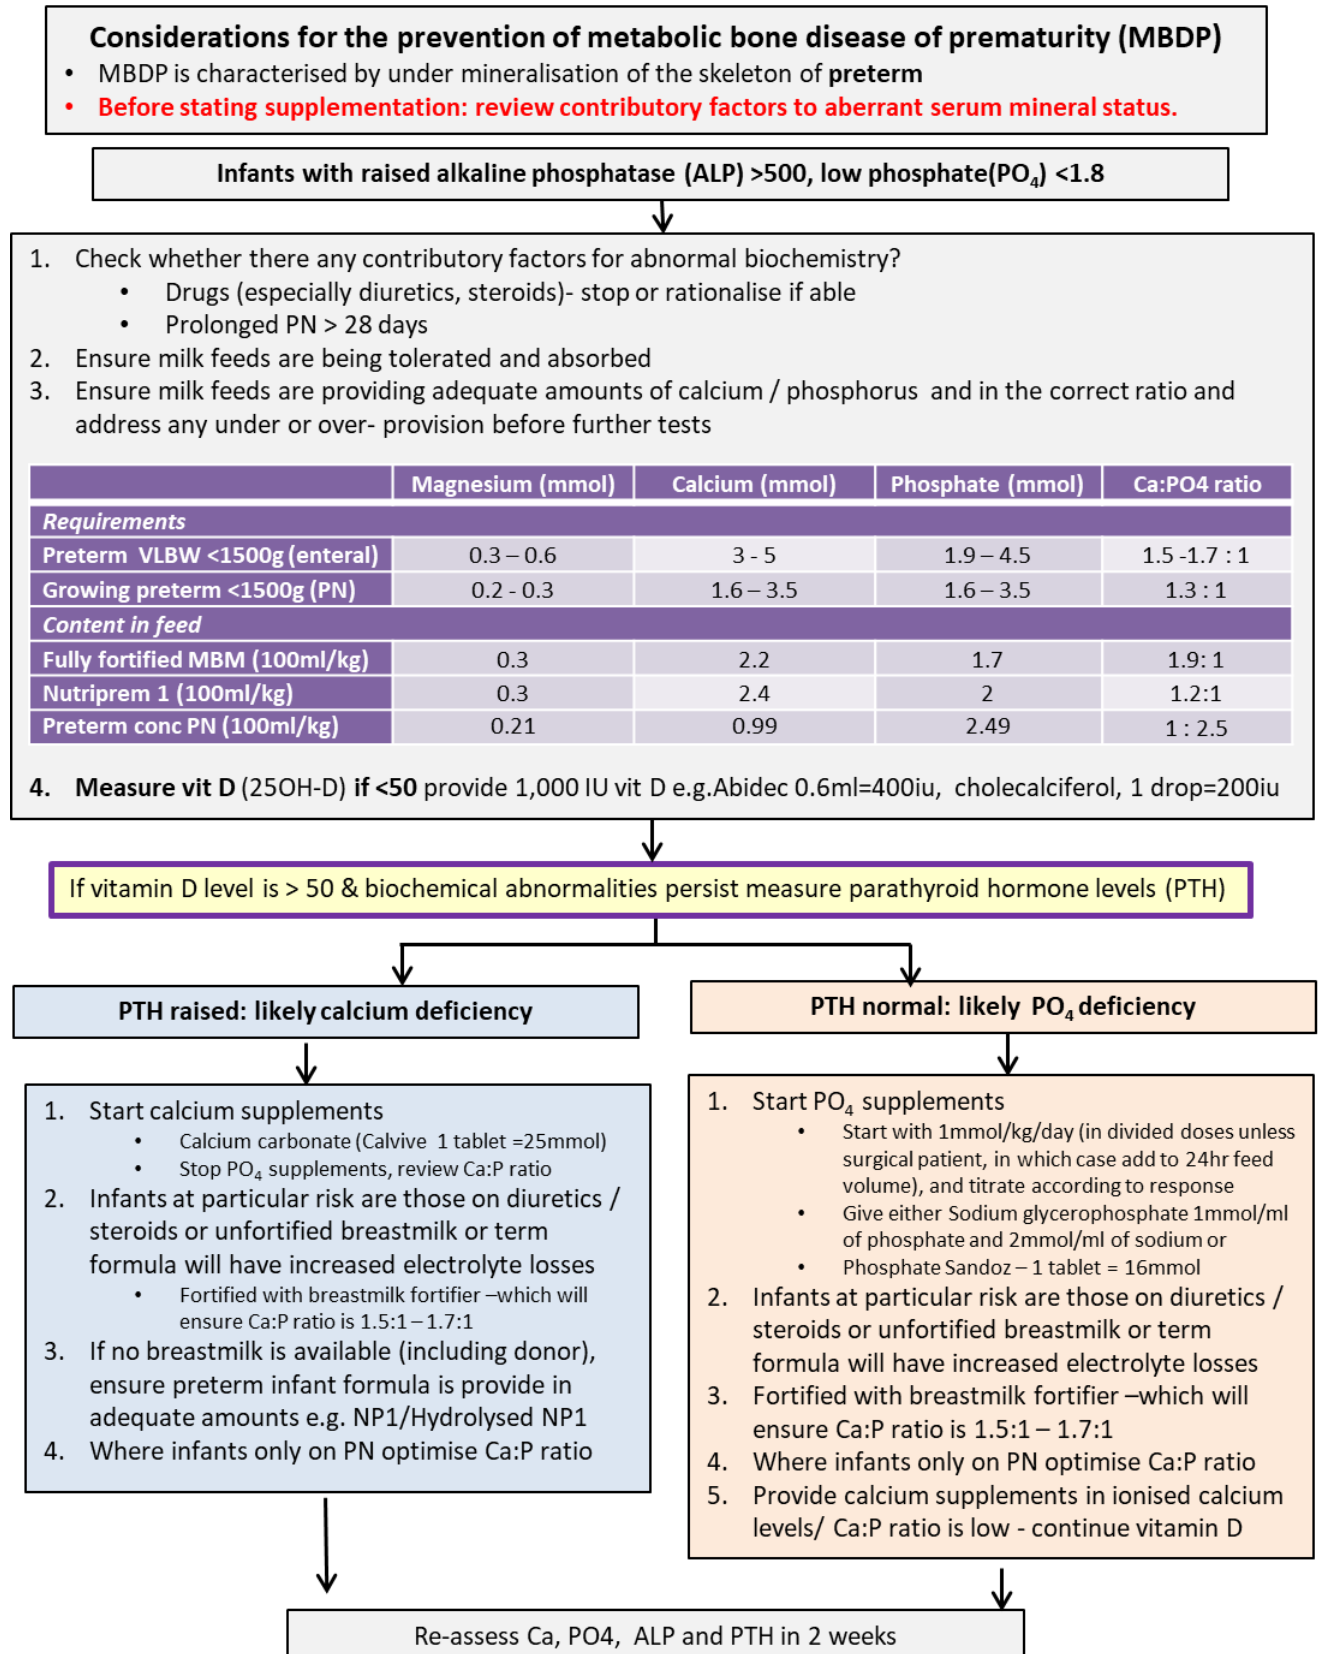 Considerations for the prevention of metabolic bone disease of prematurity (MBDP)
• MBDP is characterised by under mineralisation of the skeleton of preterm
• Before stating supplementation: review contributory factors to aberrant serum mineral status.
Infants with raised alkaline phosphatase (ALP) >500, low phosphate(PO₄) <1.8
1. Check whether there any contributory factors for abnormal biochemistry?
• Drugs (especially diuretics, steroids)- stop or rationalise if able
• Prolonged PN > 28 days
2. Ensure milk feeds are being tolerated and absorbed
3. Ensure milk feeds are providing adequate amounts of calcium / phosphorus and in the correct ratio and
address any under or over- provision before further tests
Magnesium (mmol) Calcium (mmol) Phosphate (mmol) Ca:PO4 ratio
Requirements
Preterm VLBW <1500g (enteral) 0.3 – 0.6 3 - 5 1.9 – 4.5 1.5 -1.7 : 1
Growing preterm <1500g (PN) 0.2 - 0.3 1.6 – 3.5 1.6 – 3.5 1.3 : 1
Content in feed
Fully fortified MBM (100ml/kg) 0.3 2.2 1.7 1.9: 1
Nutriprem 1 (100ml/kg) 0.3 2.4 2 1.2:1
Preterm conc PN (100ml/kg) 0.21 0.99 2.49 1 : 2.5
4. Measure vit D (25OH-D) if <50 provide 1,000 IU vit D e.g.Abidec 0.6ml=400iu, cholecalciferol, 1 drop=200iu
If vitamin D level is > 50 & biochemical abnormalities persist measure parathyroid hormone levels (PTH)
PTH raised: likely calcium deficiency
1. Start calcium supplements
• Calcium carbonate (Calvive 1 tablet =25mmol)
• Stop PO₄ supplements, review Ca:P ratio
2. Infants at particular risk are those on diuretics /
steroids or unfortified breastmilk or term
formula will have increased electrolyte losses
• Fortified with breastmilk fortifier –which will
ensure Ca:P ratio is 1.5:1 – 1.7:1
3. If no breastmilk is available (including donor),
ensure preterm infant formula is provide in
adequate amounts e.g. NP1/Hydrolysed NP1
4. Where infants only on PN optimise Ca:P ratio
PTH normal: likely PO₄ deficiency
1. Start PO₄ supplements
• Start with 1mmol/kg/day (in divided doses unless
surgical patient, in which case add to 24hr feed
volume), and titrate according to response
• Give either Sodium glycerophosphate 1mmol/ml
of phosphate and 2mmol/ml of sodium or
• Phosphate Sandoz – 1 tablet = 16mmol
2. Infants at particular risk are those on diuretics /
steroids or unfortified breastmilk or term
formula will have increased electrolyte losses
3. Fortified with breastmilk fortifier –which will
ensure Ca:P ratio is 1.5:1 – 1.7:1
4. Where infants only on PN optimise Ca:P ratio
5. Provide calcium supplements in ionised calcium
levels/ Ca:P ratio is low - continue vitamin D
Re-assess Ca, PO4, ALP and PTH in 2 weeks